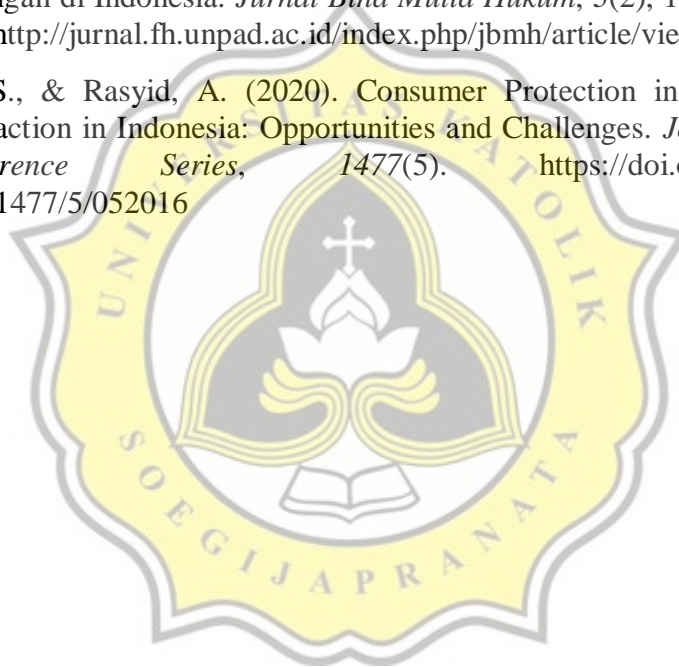 ngan di Indonesia. Jurnal Bina Mulia Hukum, 5(2), 1
http://jurnal.fh.unpad.ac.id/index.php/jbmh/article/vie
S., & Rasyid, A. (2020). Consumer Protection in
action in Indonesia: Opportunities and Challenges. J
rence Series, 1477(5). https://doi.
1477/5/052016
UNIVERSITAS KATOLIK
SOEGIJAPRANATA